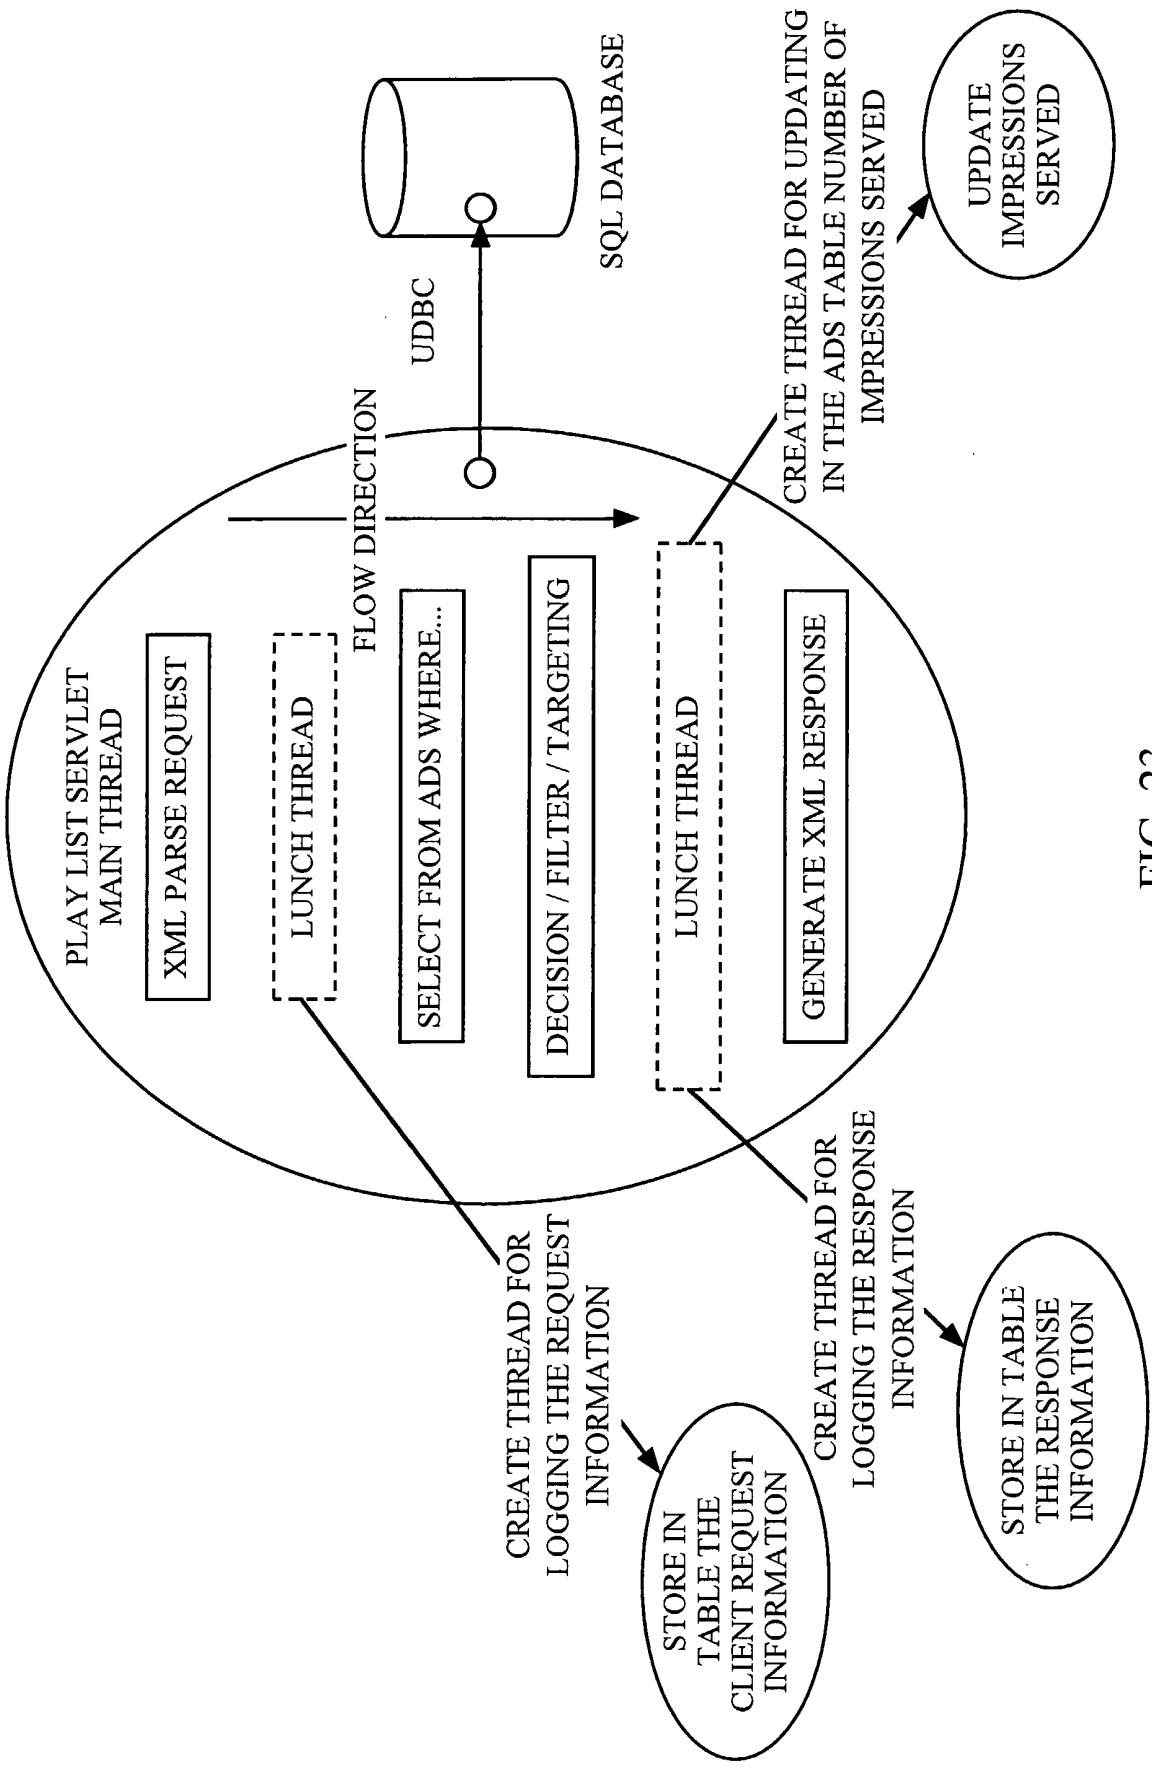 PLAY LIST SERVLET
MAIN THREAD
XML PARSE REQUEST
LUNCH THREAD
FLOW DIRECTION
SELECT FROM ADS WHERE...
DECISION / FILTER / TARGETING
LUNCH THREAD
GENERATE XML RESPONSE
UDBC
SQL DATABASE
CREATE THREAD FOR
LOGGING THE REQUEST
INFORMATION
STORE IN
TABLE THE
CLIENT REQUEST
INFORMATION
CREATE THREAD FOR
LOGGING THE RESPONSE
INFORMATION
STORE IN TABLE
THE RESPONSE
INFORMATION
CREATE THREAD FOR UPDATING
IN THE ADS TABLE NUMBER OF
IMPRESSIONS SERVED
UPDATE
IMPRESSIONS
SERVED
FIG.